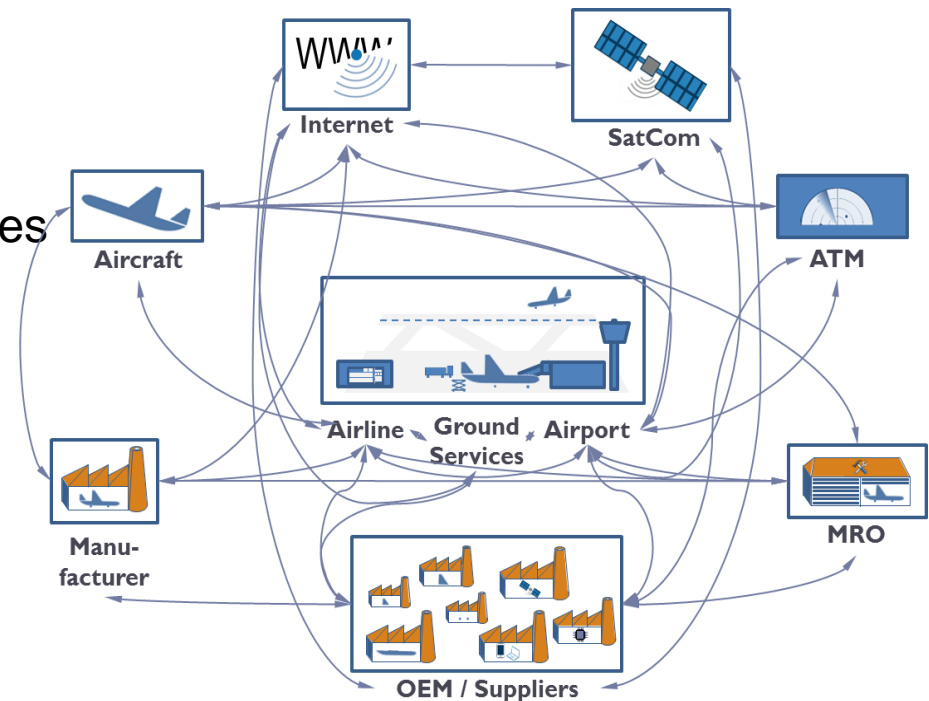 WWW
Internet
SatCom
es
Aircraft
ATM
Airline
Ground
Services
Airport
Manu-
facturer
MRO
OEM / Suppliers